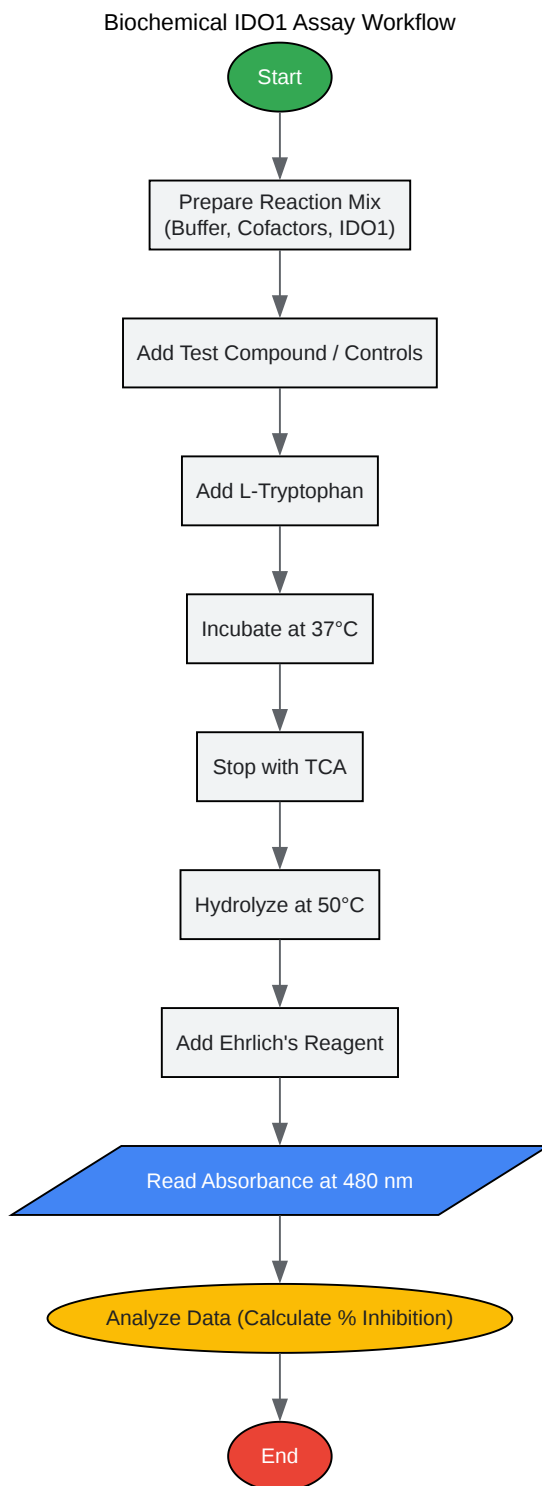 Biochemical IDO1 Assay Workflow
Start
Prepare Reaction Mix
(Buffer, Cofactors, IDO1)
Add Test Compound / Controls
Add L-Tryptophan
Incubate at 37°C
Stop with TCA
Hydrolyze at 50°C
Add Ehrlich's Reagent
Read Absorbance at 480 nm
Analyze Data (Calculate % Inhibition)
End